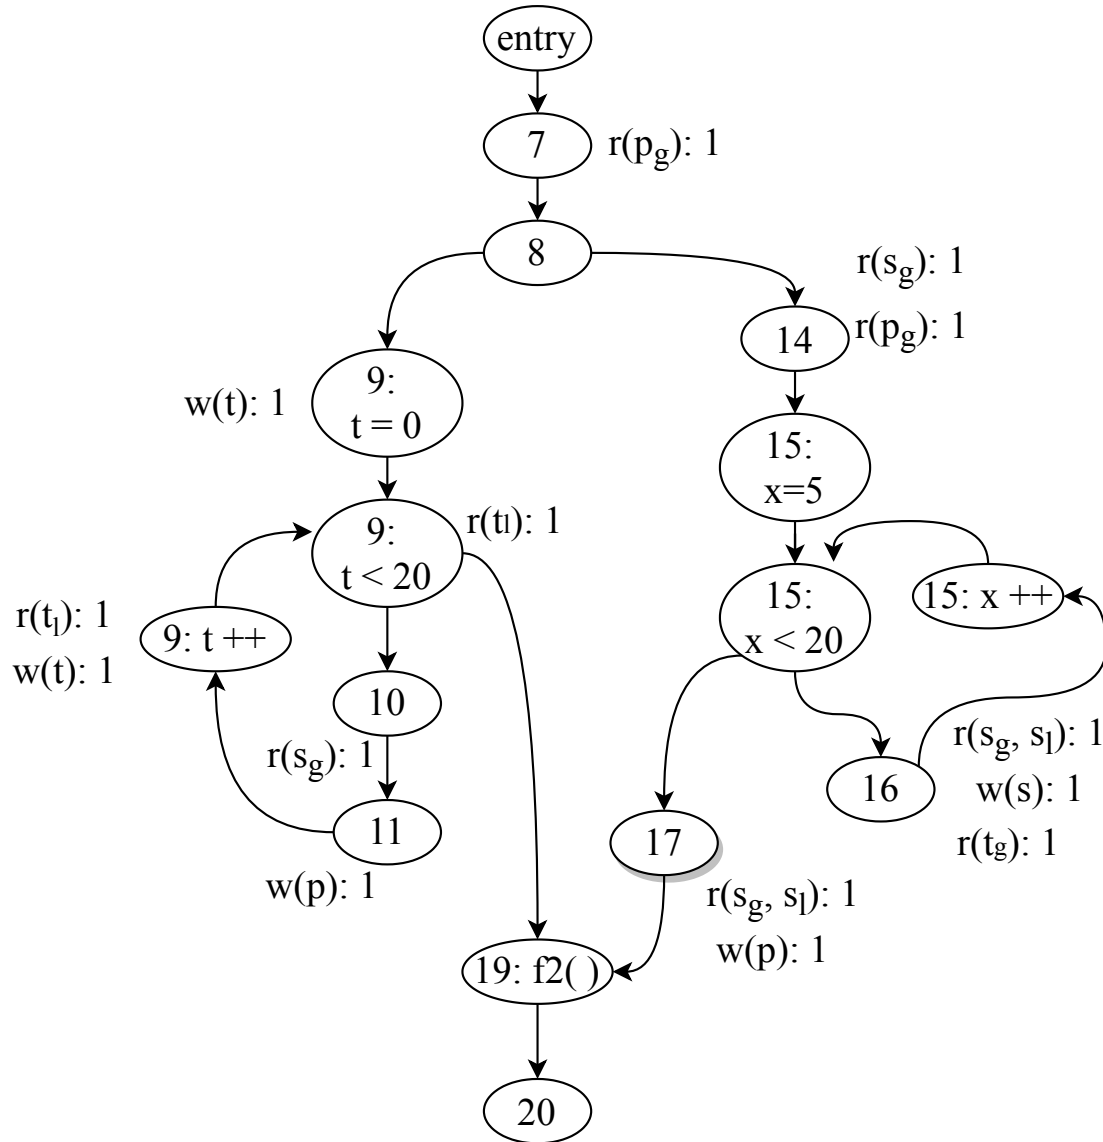 entry
7
r(p_g): 1
8
r(s_g): 1
14
r(p_g): 1
9:
t = 0
w(t): 1
15:
x=5
9:
t < 20
r(t_l): 1
15:
x < 20
15: x ++
r(t_l): 1
9: t ++
w(t): 1
10
r(s_g): 1
11
w(p): 1
r(s_g, s_l): 1
16
w(s): 1
r(t_g): 1
17
r(s_g, s_l): 1
w(p): 1
19: f2( )
20